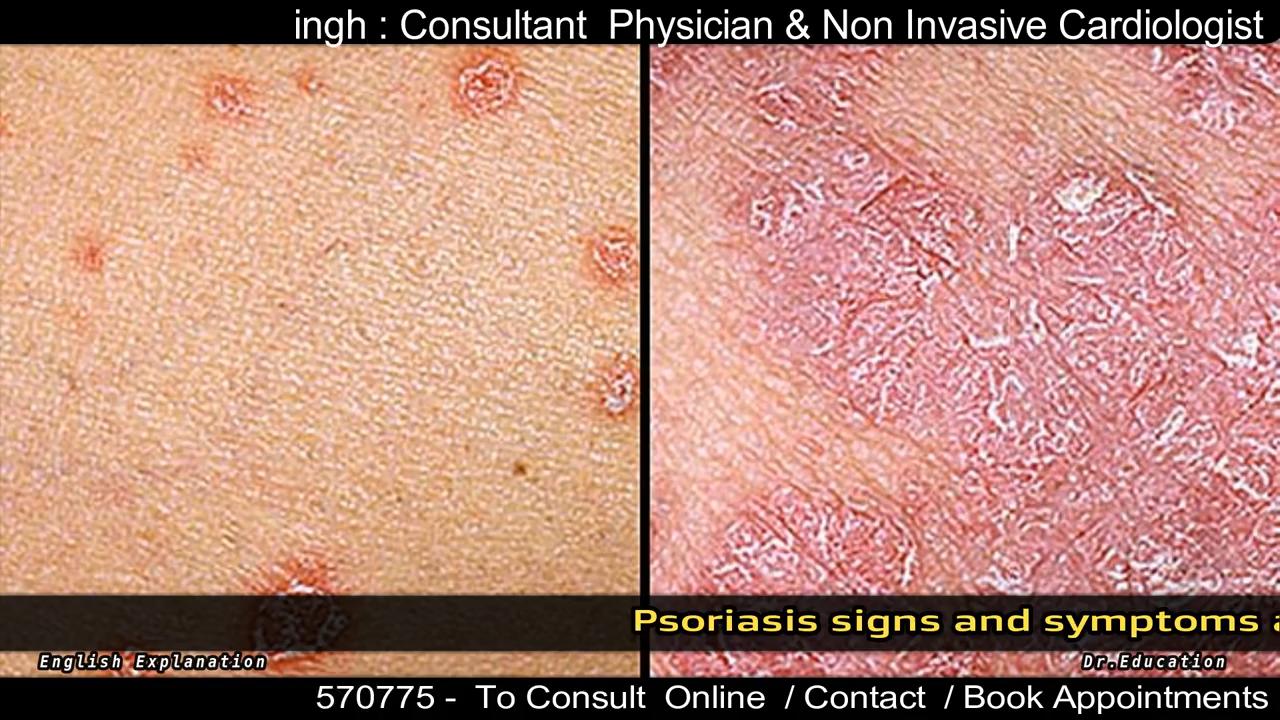 ingh : Consultant Physician & Non Invasive Cardiologist
Psoriasis signs and symptoms a
English Explanation
Dr.Education
570775 - To Consult Online / Contact / Book Appointments